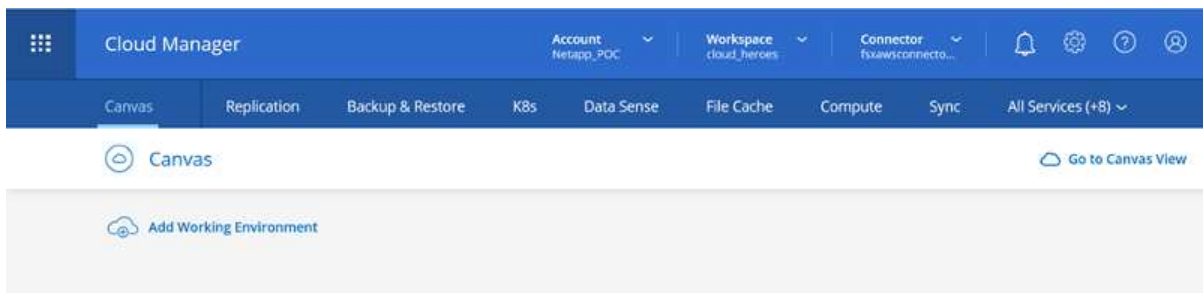 Cloud Manager
Account
Netapp_POC
Workspace
cloud_heroes
Connector
fsxawsconnecto...
Canvas Replication Backup & Restore K8s Data Sense File Cache Compute Sync All Services (+8)
Canvas
Go to Canvas View
Add Working Environment